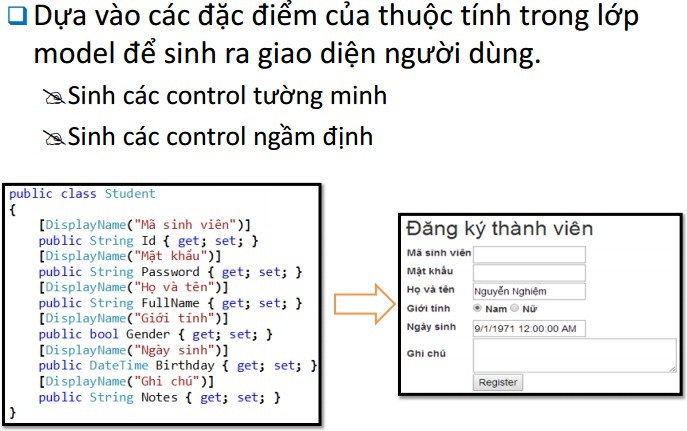 Dựa vào các đặc điểm của thuộc tính trong lớp
model để sinh ra giao diện người dùng.
Sinh các control tường minh
Sinh các control ngầm định
public class Student
{
[DisplayName("Mã sinh viên")]
public String Id { get; set; }
[DisplayName("Mật khẩu")]
public String Password { get; set; }
[DisplayName("Họ và tên")]
public String FullName { get; set; }
[DisplayName("Giới tính")]
public bool Gender { get; set; }
[DisplayName("Ngày sinh")]
public DateTime Birthday { get; set; }
[DisplayName("Ghi chú")]
public String Notes { get; set; }
}
Đăng ký thành viên
Mã sinh viên
Mật khẩu
Họ và tên Nguyễn Nghiệm
Giới tính Nam Nữ
Ngày sinh 9/1/1971 12:00:00 AM
Ghi chú
Register